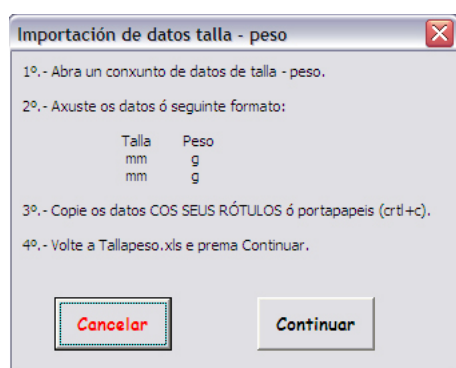 Importación de datos talla - peso
1º.- Abra un conxunto de datos de talla - peso.
2º.- Axuste os datos ó seguinte formato:
Talla Peso
mm g
mm g
3º.- Copie os datos COS SEUS RÓTULOS ó portapapeis (crtl+c).
4º.- Volte a Tallapeso.xls e prema Continuar.
Cancelar Continuar